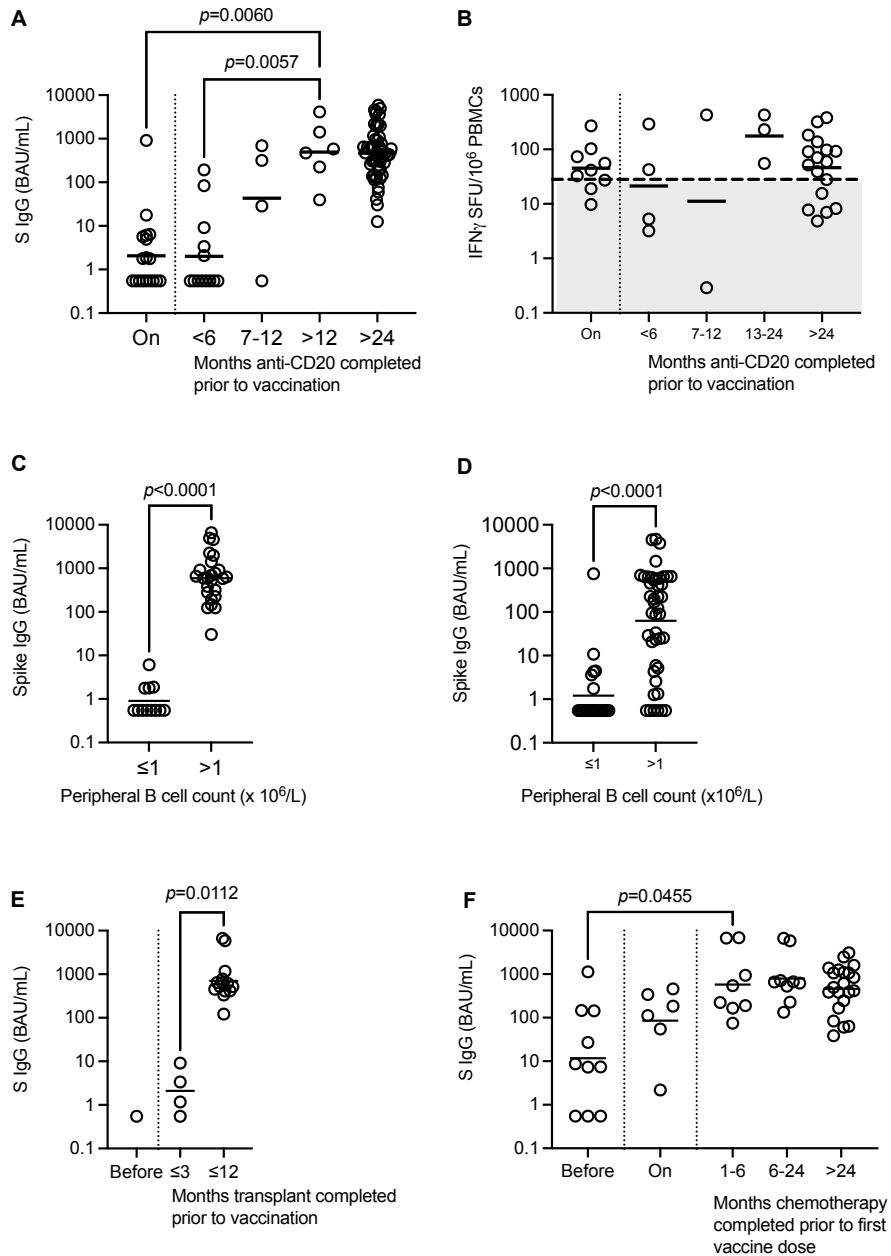 A
p=0.0060
p=0.0057
S IgG (BAU/mL)
10000
1000
100
10
1
0.1
On <6 7-12 >12 >24
Months anti-CD20 completed
prior to vaccination
B
IFNγ SFU/10⁶ PBMCs
1000
100
10
1
0.1
On <6 7-12 13-24 >24
Months anti-CD20 completed
prior to vaccination
C
p<0.0001
Spike IgG (BAU/mL)
10000
1000
100
10
1
0.1
≤1 >1
Peripheral B cell count (x 10⁶/L)
D
p<0.0001
Spike IgG (BAU/mL)
10000
1000
100
10
1
0.1
≤1 >1
Peripheral B cell count (x10⁶/L)
E
p=0.0112
S IgG (BAU/mL)
10000
1000
100
10
1
0.1
Before ≤3 ≤12
Months transplant completed
prior to vaccination
F
p=0.0455
S IgG (BAU/mL)
10000
1000
100
10
1
0.1
Before On 1-6 6-24 >24
Months chemotherapy
completed prior to first
vaccine dose